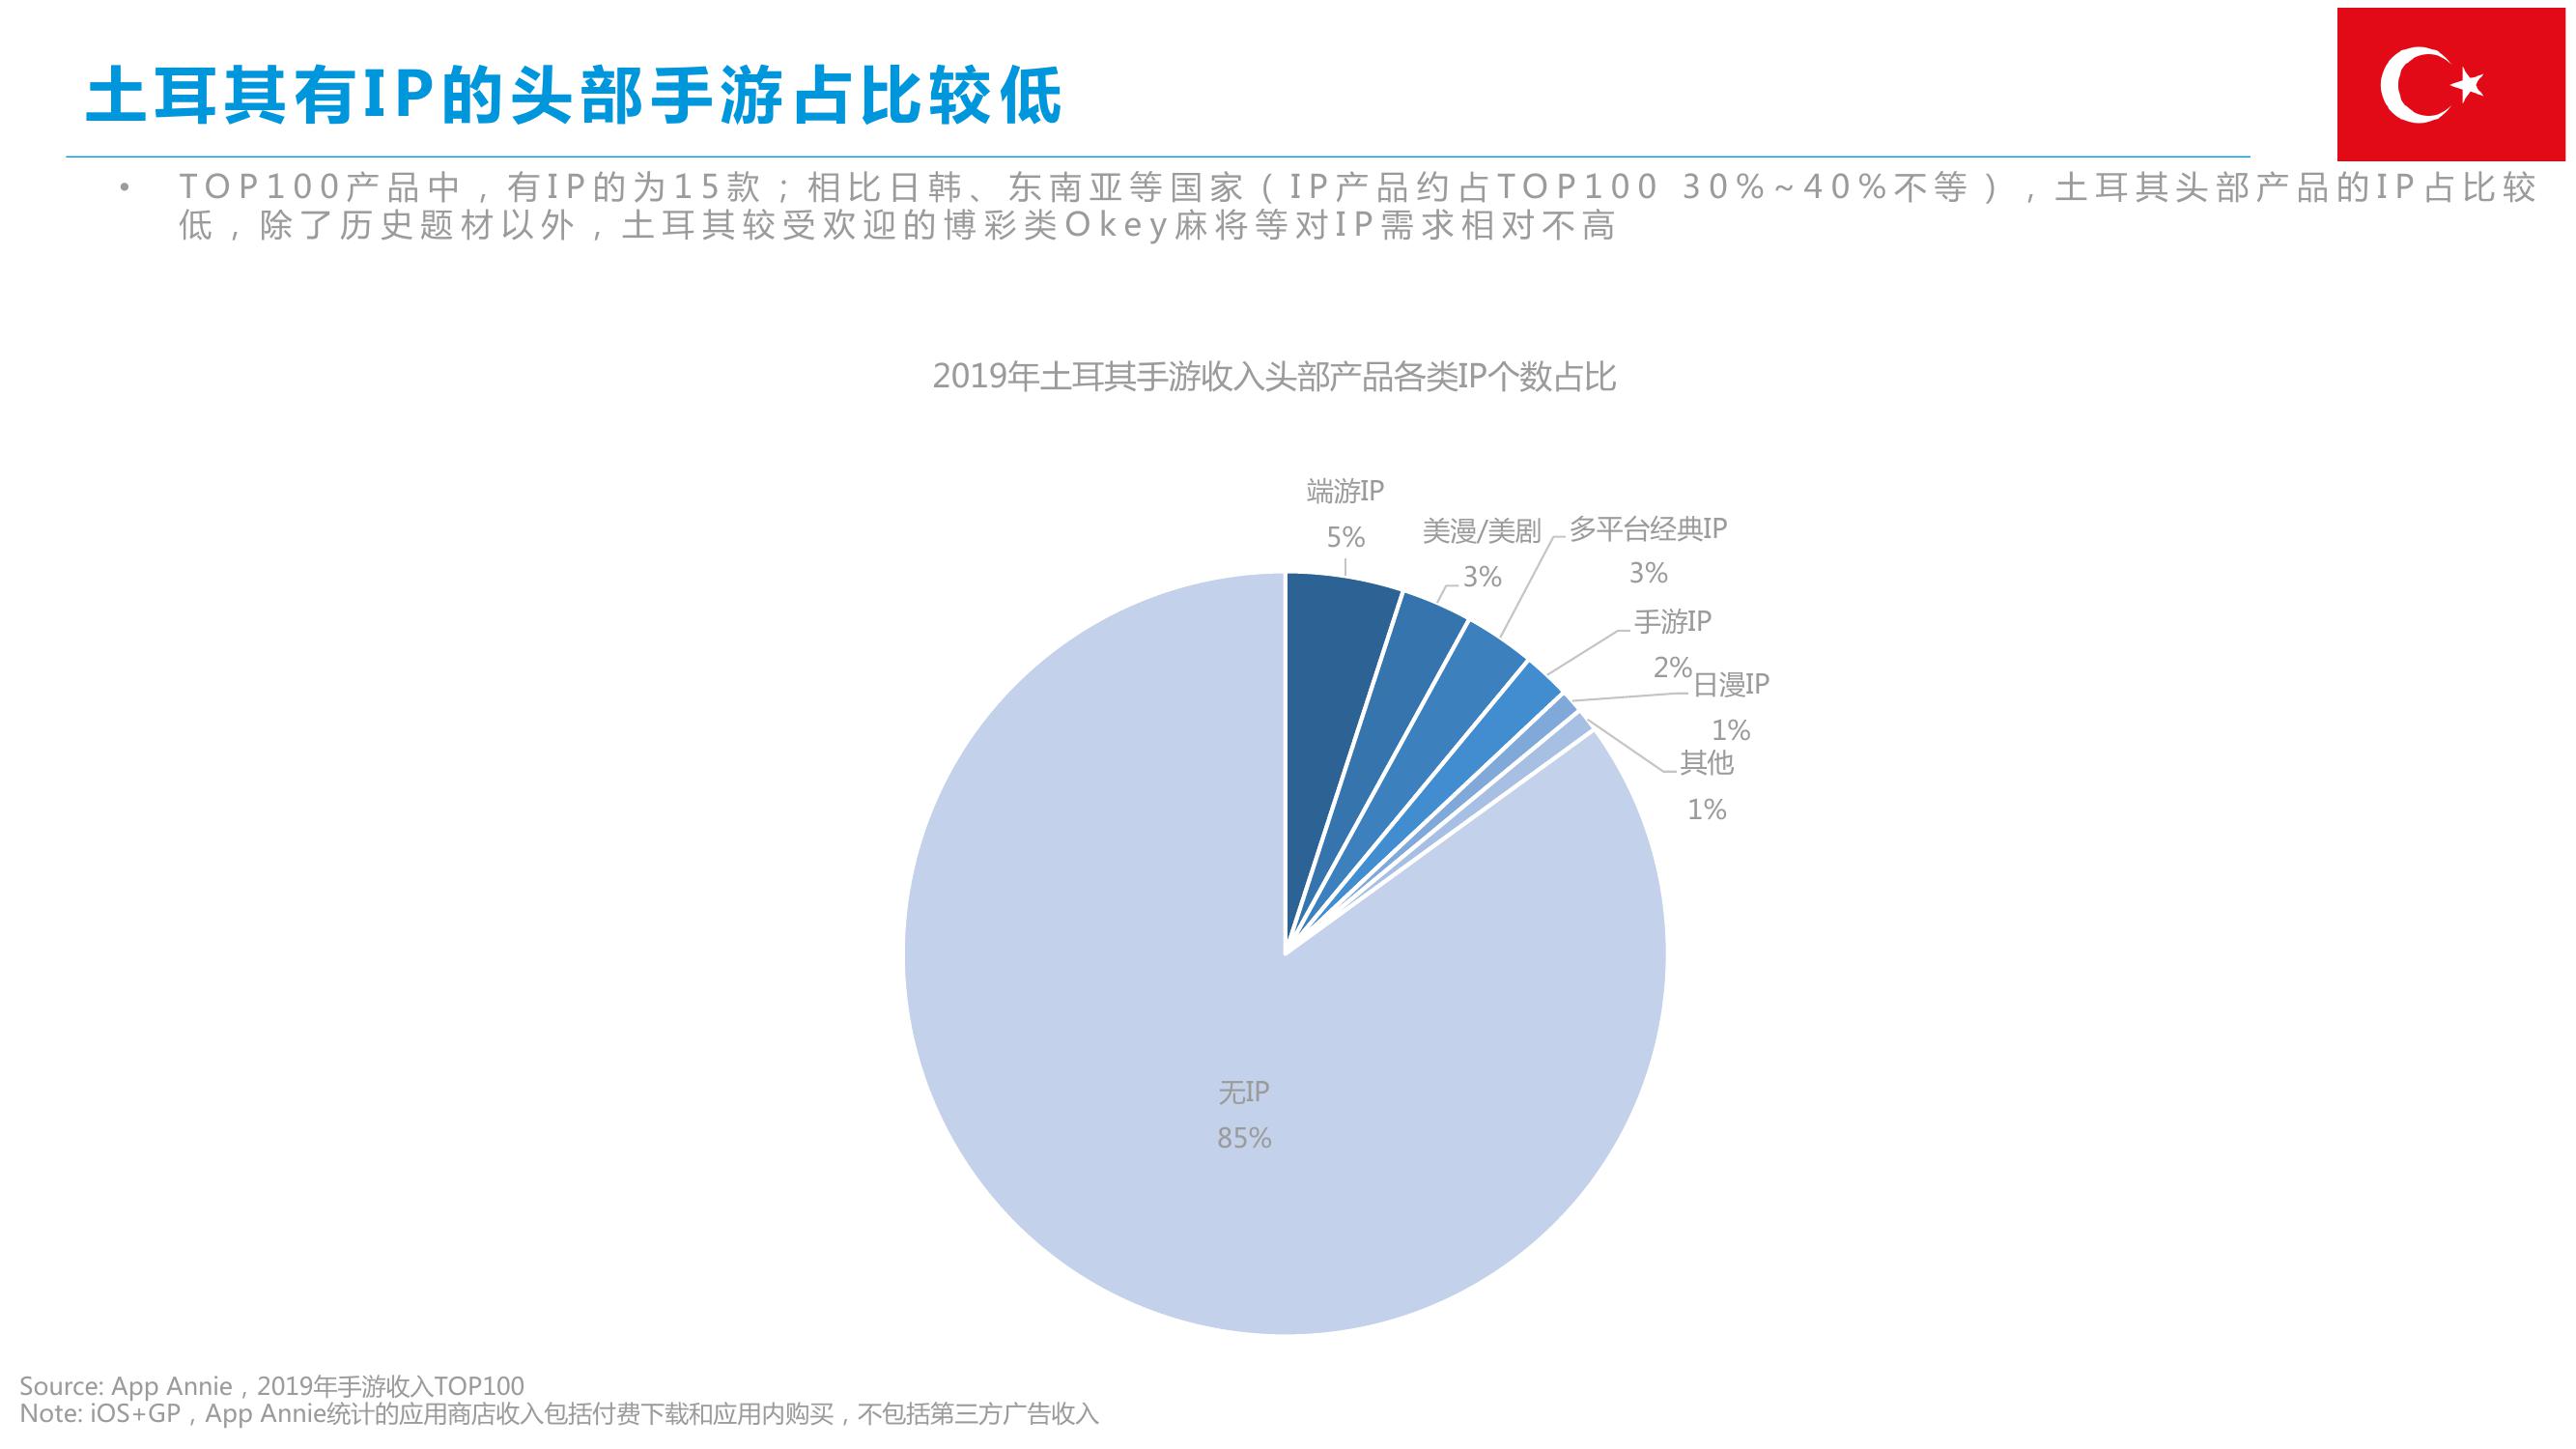 土耳其有IP的头部手游占比较低
• TOP100产品中，有IP的为15款；相比日韩、东南亚等国家（IP产品约占TOP100 30%~40%不等），土耳其头部产品的IP占比较
低，除了历史题材以外，土耳其较受欢迎的博彩类Okey麻将等对IP需求相对不高
2019年土耳其手游收入头部产品各类IP个数占比
端游IP
5%
美漫/美剧
3%
多平台经典IP
3%
手游IP
2%
日漫IP
1%
其他
1%
无IP
85%
Source: App Annie，2019年手游收入TOP100
Note: iOS+GP，App Annie统计的应用商店收入包括付费下载和应用内购买，不包括第三方广告收入